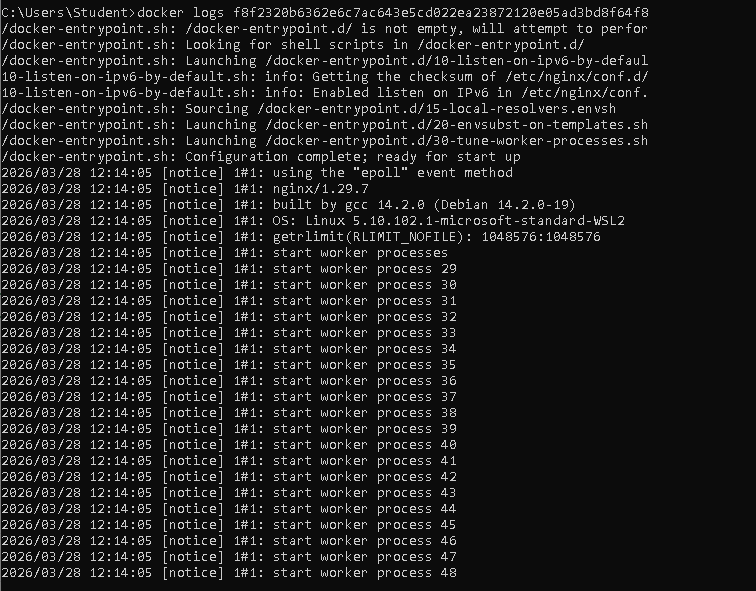 C:\Users\Student>docker logs f8f2320b6362e6c7ac643e5cd022ea23872120e05ad3bd8f64f8
/docker-entrypoint.sh: /docker-entrypoint.d/ is not empty, will attempt to perfor
/docker-entrypoint.sh: Looking for shell scripts in /docker-entrypoint.d/
/docker-entrypoint.sh: Launching /docker-entrypoint.d/10-listen-on-ipv6-by-defaul
10-listen-on-ipv6-by-default.sh: info: Getting the checksum of /etc/nginx/conf.d/
10-listen-on-ipv6-by-default.sh: info: Enabled listen on IPv6 in /etc/nginx/conf.
/docker-entrypoint.sh: Sourcing /docker-entrypoint.d/15-local-resolvers.envsh
/docker-entrypoint.sh: Launching /docker-entrypoint.d/20-envsubst-on-templates.sh
/docker-entrypoint.sh: Launching /docker-entrypoint.d/30-tune-worker-processes.sh
/docker-entrypoint.sh: Configuration complete; ready for start up
2026/03/28 12:14:05 [notice] 1#1: using the "epoll" event method
2026/03/28 12:14:05 [notice] 1#1: nginx/1.29.7
2026/03/28 12:14:05 [notice] 1#1: built by gcc 14.2.0 (Debian 14.2.0-19)
2026/03/28 12:14:05 [notice] 1#1: OS: Linux 5.10.102.1-microsoft-standard-WSL2
2026/03/28 12:14:05 [notice] 1#1: getrlimit(RLIMIT_NOFILE): 1048576:1048576
2026/03/28 12:14:05 [notice] 1#1: start worker processes
2026/03/28 12:14:05 [notice] 1#1: start worker process 29
2026/03/28 12:14:05 [notice] 1#1: start worker process 30
2026/03/28 12:14:05 [notice] 1#1: start worker process 31
2026/03/28 12:14:05 [notice] 1#1: start worker process 32
2026/03/28 12:14:05 [notice] 1#1: start worker process 33
2026/03/28 12:14:05 [notice] 1#1: start worker process 34
2026/03/28 12:14:05 [notice] 1#1: start worker process 35
2026/03/28 12:14:05 [notice] 1#1: start worker process 36
2026/03/28 12:14:05 [notice] 1#1: start worker process 37
2026/03/28 12:14:05 [notice] 1#1: start worker process 38
2026/03/28 12:14:05 [notice] 1#1: start worker process 39
2026/03/28 12:14:05 [notice] 1#1: start worker process 40
2026/03/28 12:14:05 [notice] 1#1: start worker process 41
2026/03/28 12:14:05 [notice] 1#1: start worker process 42
2026/03/28 12:14:05 [notice] 1#1: start worker process 43
2026/03/28 12:14:05 [notice] 1#1: start worker process 44
2026/03/28 12:14:05 [notice] 1#1: start worker process 45
2026/03/28 12:14:05 [notice] 1#1: start worker process 46
2026/03/28 12:14:05 [notice] 1#1: start worker process 47
2026/03/28 12:14:05 [notice] 1#1: start worker process 48